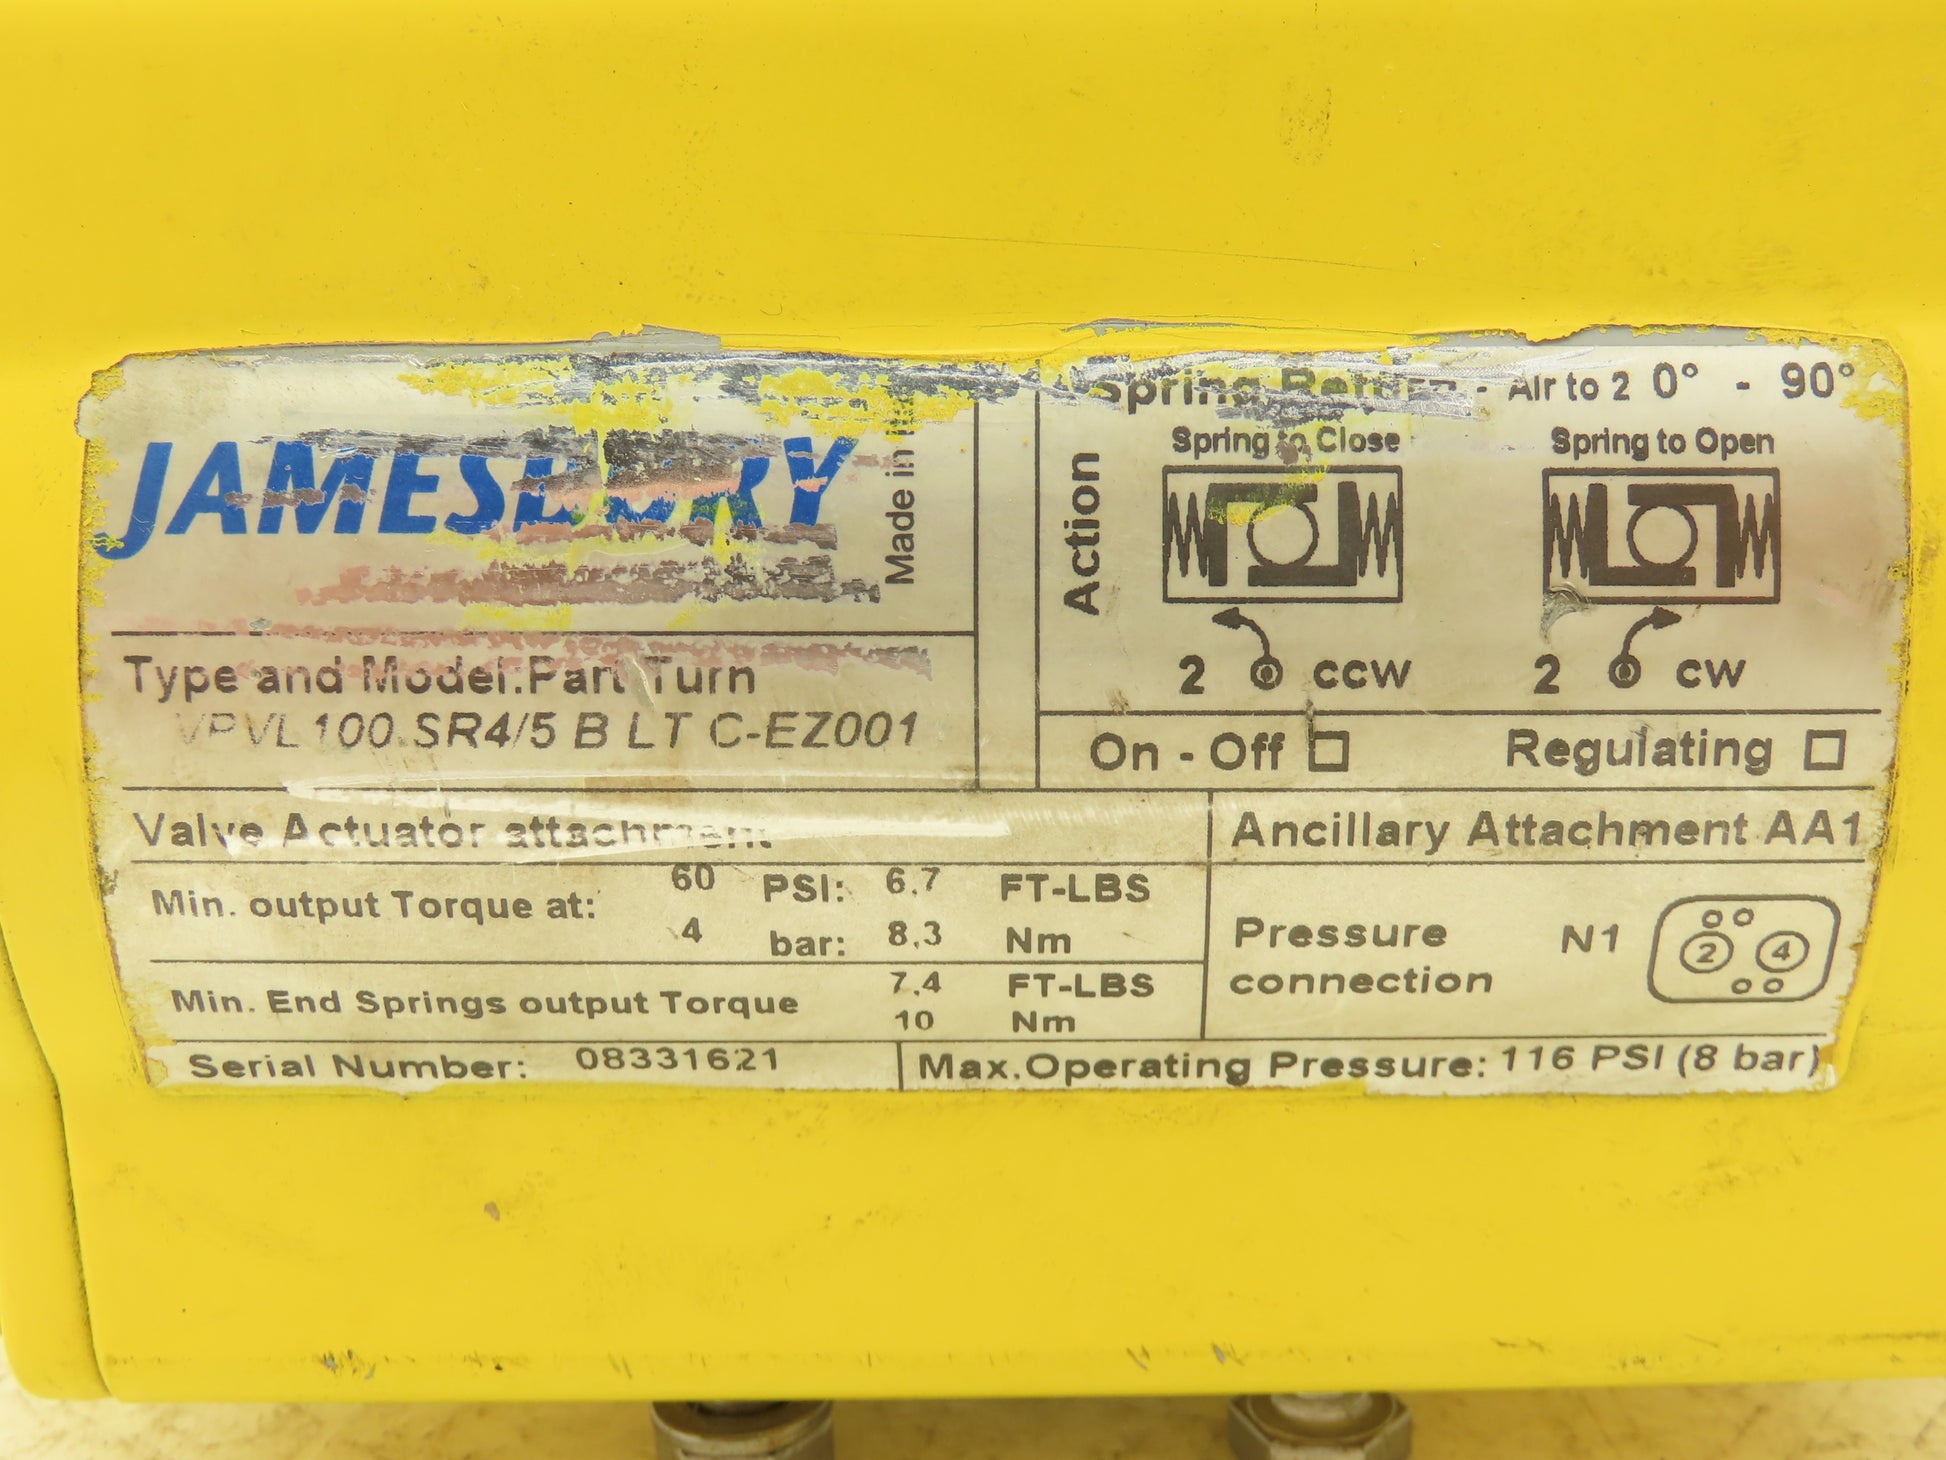 JAMESBURY
Made in
Type and Model:Part Turn
VPVL100.SR4/5 B LT C-EZ001
Action
Spring Return - Air to 2 0° - 90°
Spring to Close Spring to Open
2 CCW 2 CW
On - Off Regulating
Valve Actuator attachment
Ancillary Attachment AA1
Min. output Torque at: 60 PSI: 6,7 FT-LBS
4 bar: 8,3 Nm
Min. End Springs output Torque 7,4 FT-LBS
10 Nm
Pressure connection N1
2 4
Serial Number: 08331621
Max.Operating Pressure: 116 PSI (8 bar)